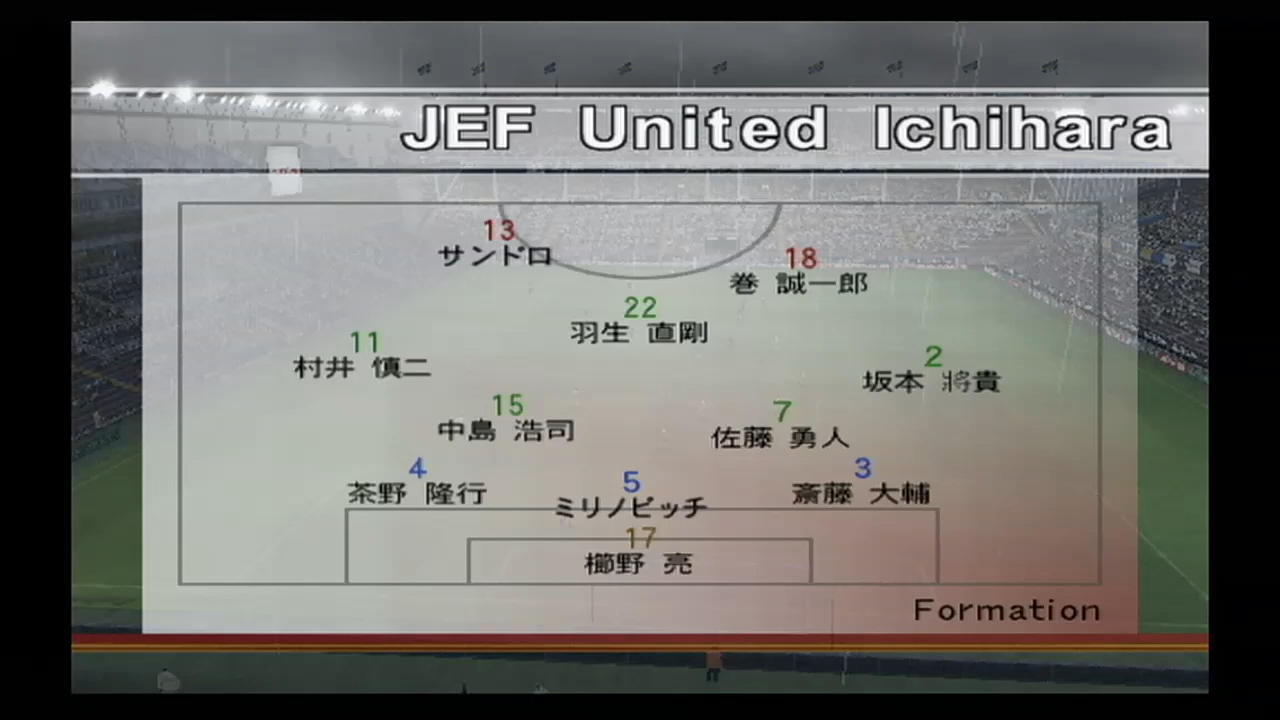 JEF United Ichihara
13
サンドロ
18
巻 誠一郎
22
羽生 直剛
11
村井 慎二
2
坂本 將貴
15
中島 浩司
7
佐藤 勇人
4
茶野 隆行
5
ミリノビッチ
3
斎藤 大輔
17
櫛野 亮
Formation